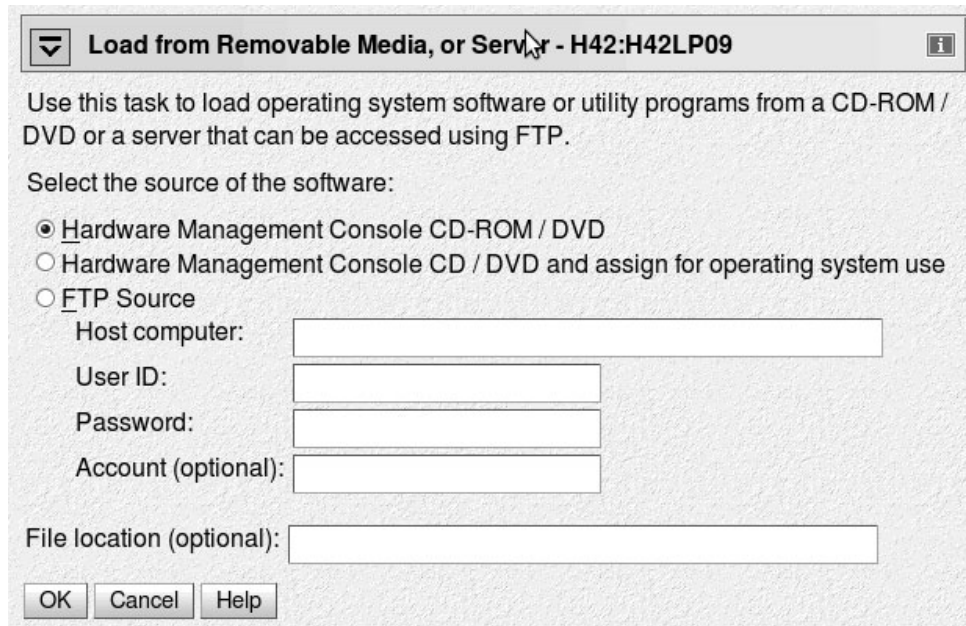 Load from Removable Media, or Server - H42:H42LP09
i
Use this task to load operating system software or utility programs from a CD-ROM /
DVD or a server that can be accessed using FTP.
Select the source of the software:
Hardware Management Console CD-ROM / DVD
Hardware Management Console CD / DVD and assign for operating system use
FTP Source
Host computer:
User ID:
Password:
Account (optional):
File location (optional):
OK Cancel Help